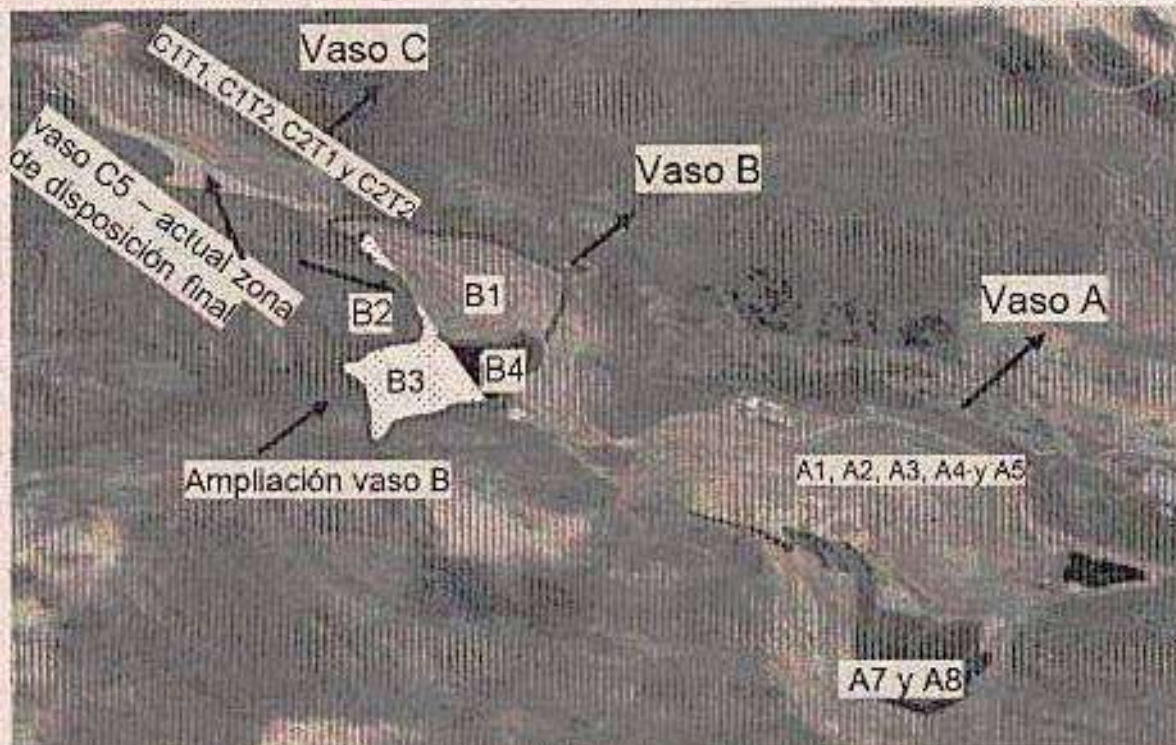 C1T1, C1T2, C2T1 y C2T2
Vaso C
vaso C5 – actual zona
de disposición final
Vaso B
B2
B1
Vaso A
B3
B4
Ampliación vaso B
A1, A2, A3, A4 y A5
A7 y A8